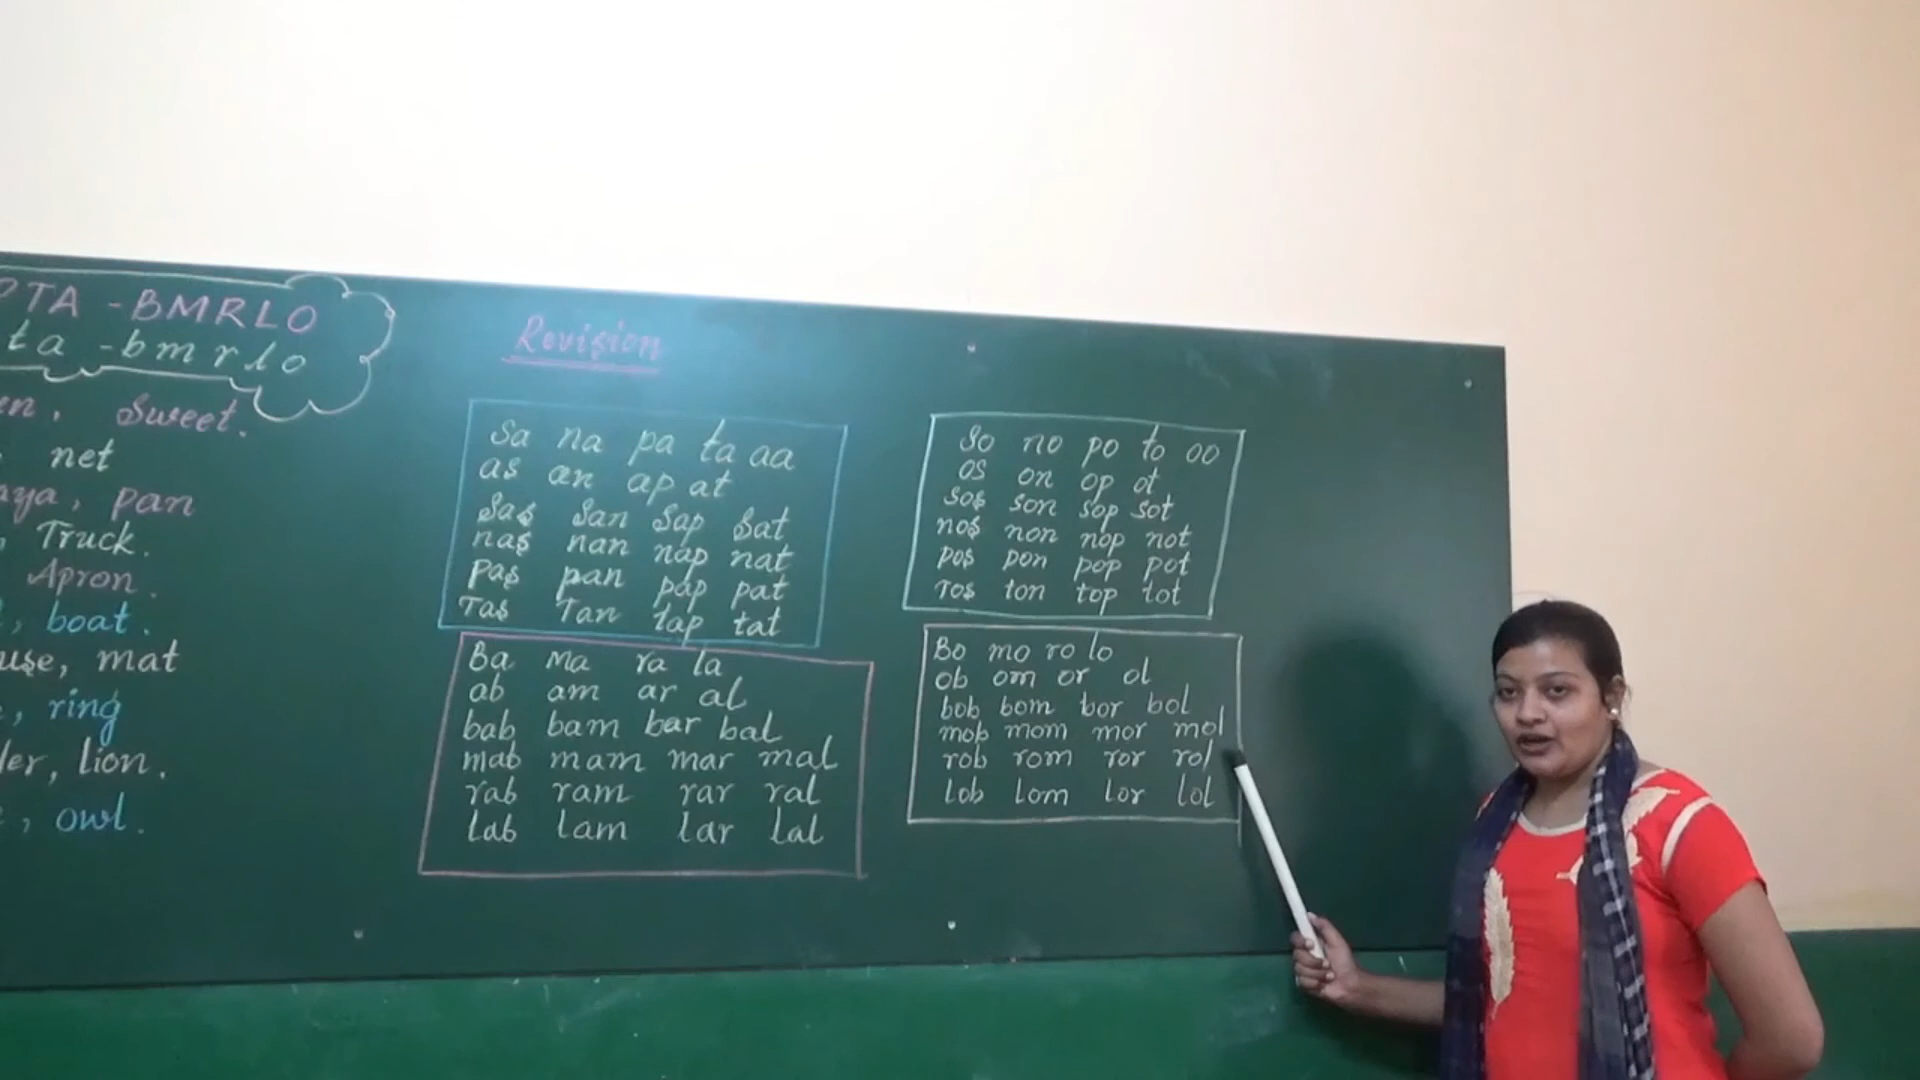 PTA -BMRLO
ta -bmrlo
Sweet.
net
pan
Truck.
Apron.
boat.
mat
ring
lion.
owl.
Revision
Sa na pa ta aa
as an ap at
Sas San Sap Sat
nas nan nap nat
pas pan pap pat
Tas Tan tap tat
Ba Ma ra la
ab am ar al
bab bam bar bal
mab mam mar mal
rab ram rar ral
lab lam lar lal
So no po to oo
os on op ot
sos son sop sot
nos non nop not
pos pon pop pot
Tos ton top tot
Bo mo ro lo
ob om or ol
bob bom bor bol
mob mom mor mol
rob rom ror rol
lob lom lor lol